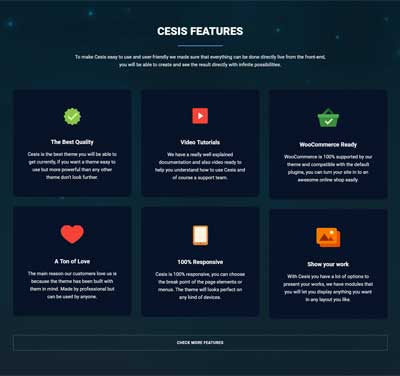 CESIS FEATURES
To make Cesis easy to use and user-friendly we made sure that everything can be done directly live from the front-end,
you will be able to create and see the result directly with infinite possibilities.
The Best Quality
Cesis is the best theme you will be able to
get currently, if you want a theme easy to
use but more powerful than any other
theme don't look further.
Video Tutorials
We have a really well explained
documentation and also video ready to
help you understand how to use Cesis and
of course a support team.
WooCommerce Ready
WooCommerce is 100% supported by our
theme and compatible with the default
plugins, you can turn your site in to an
awesome online shop easily.
A Ton of Love
The main reason our customers love us is
because the theme has been built with
them in mind. Made by professional but
can be used by anyone.
100% Responsive
Cesis is 100% responsive, you can choose
the break point of the page elements or
menus. The theme will looks perfect on
any kind of devices.
Show your work
With Cesis you have a lot of options to
present your works, we have modules that
you will let you display anything you want
in any layout you like.
CHECK MORE FEATURES